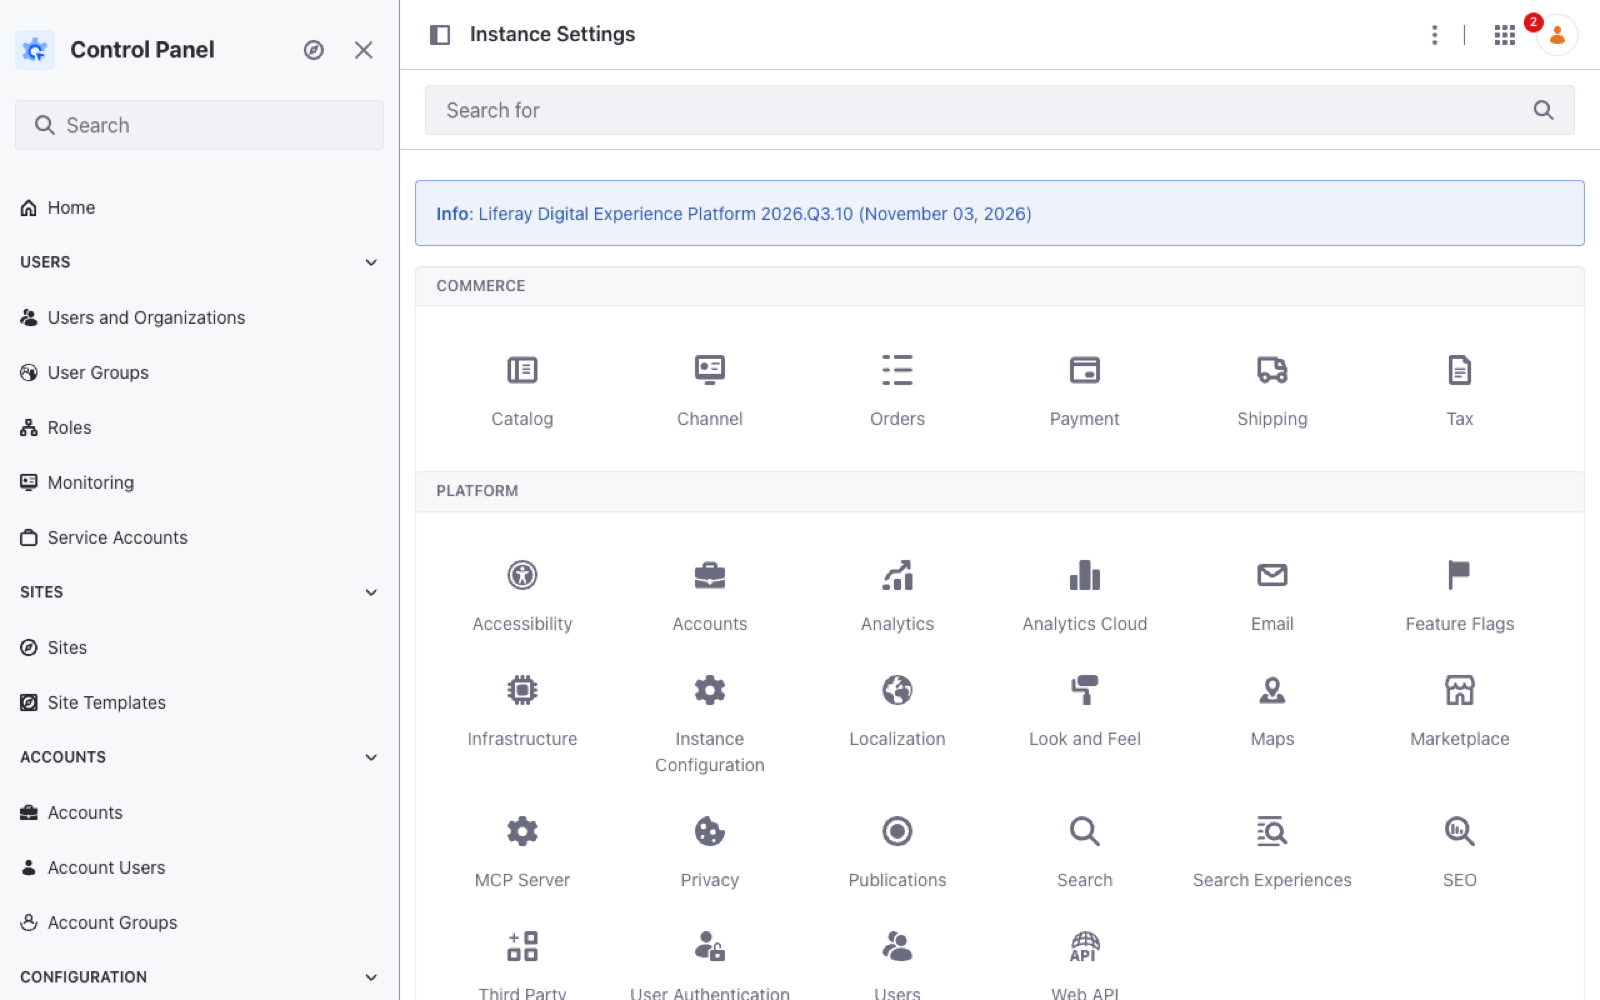 Control Panel
Search
Home
USERS
Users and Organizations
User Groups
Roles
Monitoring
Service Accounts
SITES
Sites
Site Templates
ACCOUNTS
Accounts
Account Users
Account Groups
CONFIGURATION
Instance Settings
2
Search for
Info: Liferay Digital Experience Platform 2026.Q3.10 (November 03, 2026)
COMMERCE
Catalog
Channel
Orders
Payment
Shipping
Tax
PLATFORM
Accessibility
Accounts
Analytics
Analytics Cloud
Email
Feature Flags
Infrastructure
Instance
Configuration
Localization
Look and Feel
Maps
Marketplace
MCP Server
Privacy
Publications
Search
Search Experiences
SEO
API
Third Party
User Authentication
Users
Web API